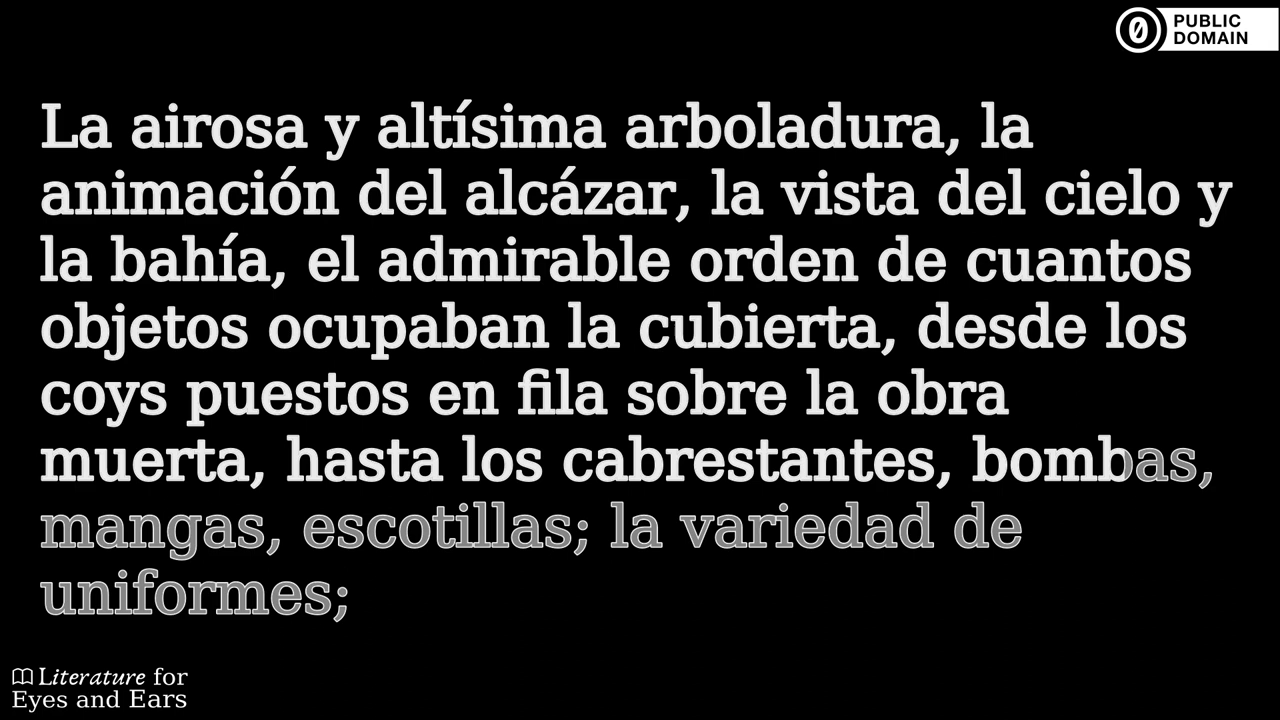 PUBLIC
DOMAIN
La airosa y altísima arboladura, la
animación del alcázar, la vista del cielo y
la bahía, el admirable orden de cuantos
objetos ocupaban la cubierta, desde los
coys puestos en fila sobre la obra
muerta, hasta los cabrestantes, bombas,
mangas, escotillas; la variedad de
uniformes;
Literature for
Eyes and Ears